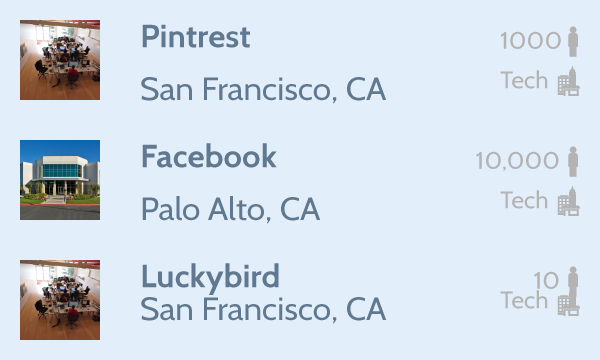 Pintrest
1000
San Francisco, CA
Tech
Facebook
10,000
Palo Alto, CA
Tech
Luckybird
10
San Francisco, CA
Tech